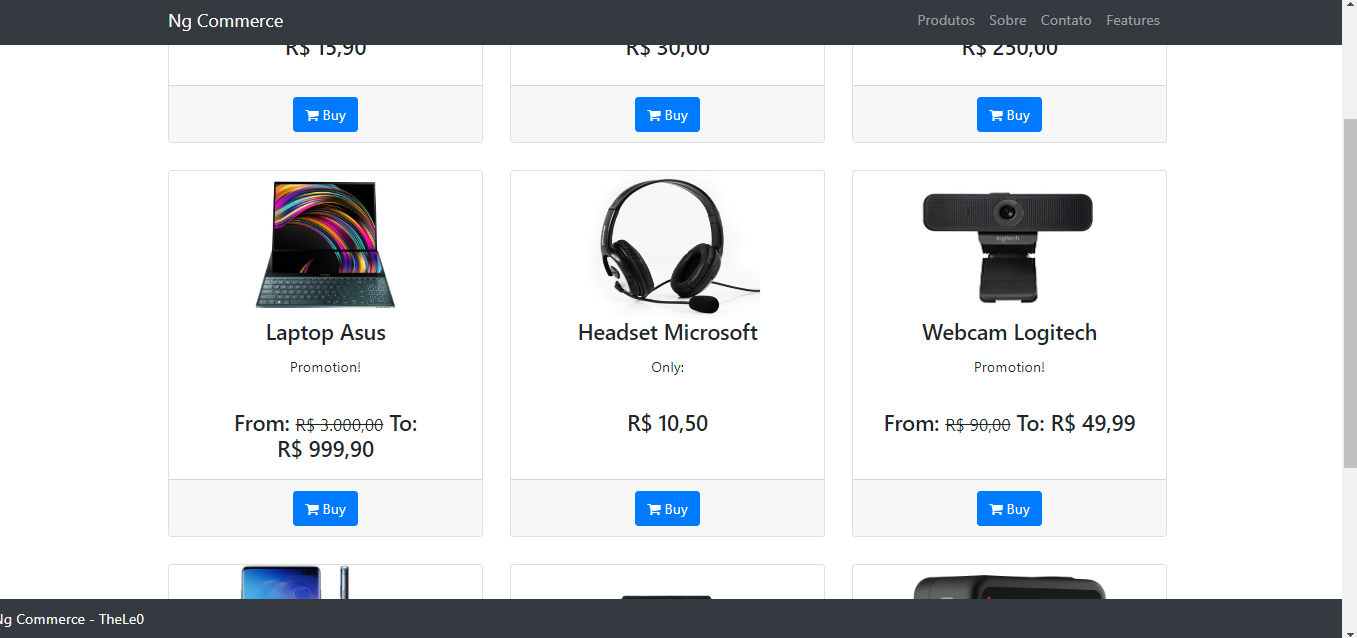 Ng Commerce
Produtos Sobre Contato Features
R$ 15,90
R$ 30,00
R$ 250,00
Buy
Buy
Buy
logitech
Laptop Asus
Headset Microsoft
Webcam Logitech
Promotion!
Only:
Promotion!
From: R$ 3.000,00 To:
R$ 999,90
R$ 10,50
From: R$ 90,00 To: R$ 49,99
Buy
Buy
Buy
Ng Commerce - TheLe0